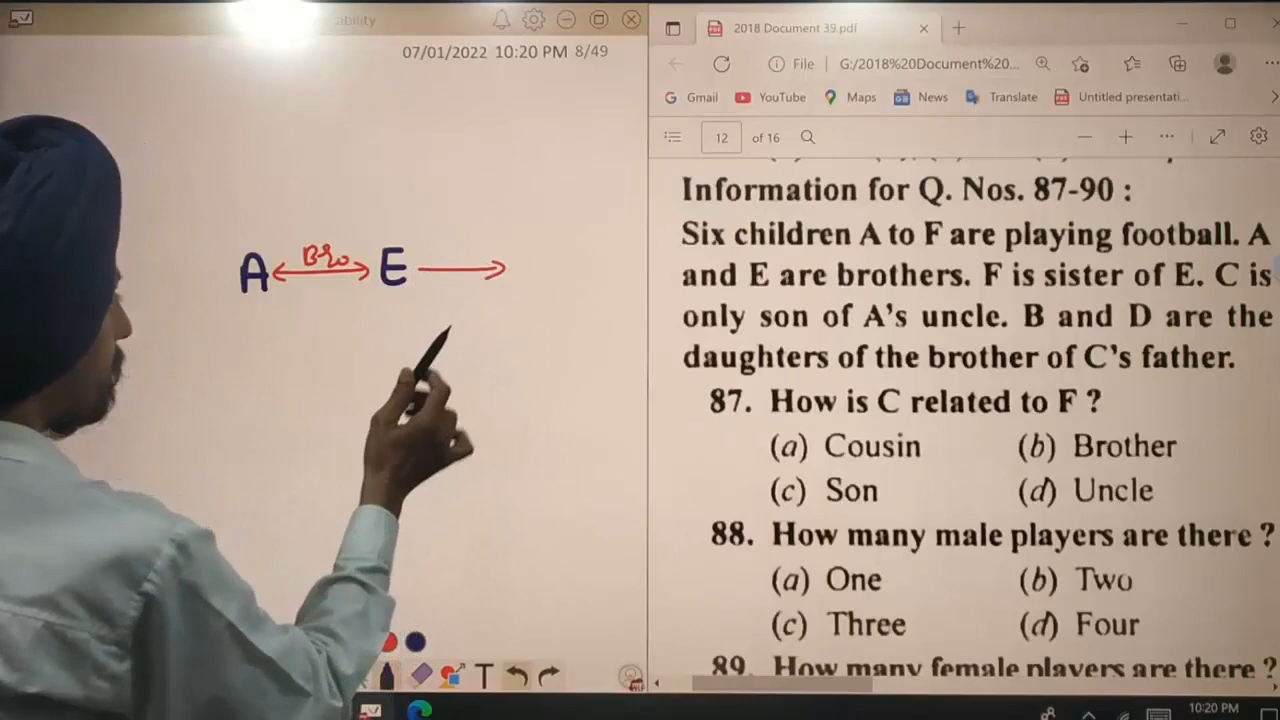 ability
07/01/2022 10:20 PM 8/49
A Bro E
T
2018 Document 39.pdf
File G:/2018%20Document%20...
Gmail YouTube Maps News Translate Untitled presentati...
12 of 16
Information for Q. Nos. 87-90 :
Six children A to F are playing football. A
and E are brothers. F is sister of E. C is
only son of A's uncle. B and D are the
daughters of the brother of C's father.
87. How is C related to F ?
(a) Cousin (b) Brother
(c) Son (d) Uncle
88. How many male players are there ?
(a) One (b) Two
(c) Three (d) Four
89. How many female players are there ?
10:20 PM